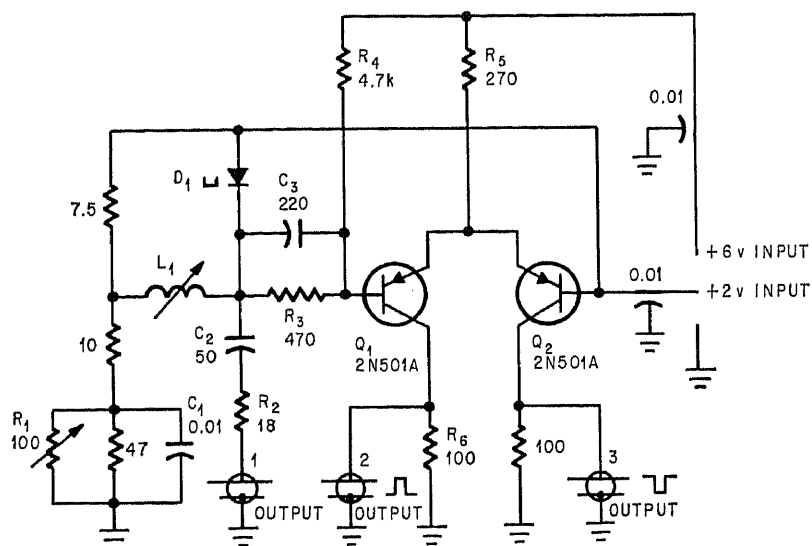 R4
4.7k
R5
270
0.01
D1
C3
220
7.5
L1
+6v INPUT
0.01
+2v INPUT
R3
470
C2
50
10
Q1
2N501A
Q2
2N501A
R1
100
47
C1
0.01
R2
18
1
OUTPUT
2
OUTPUT
R6
100
100
3
OUTPUT